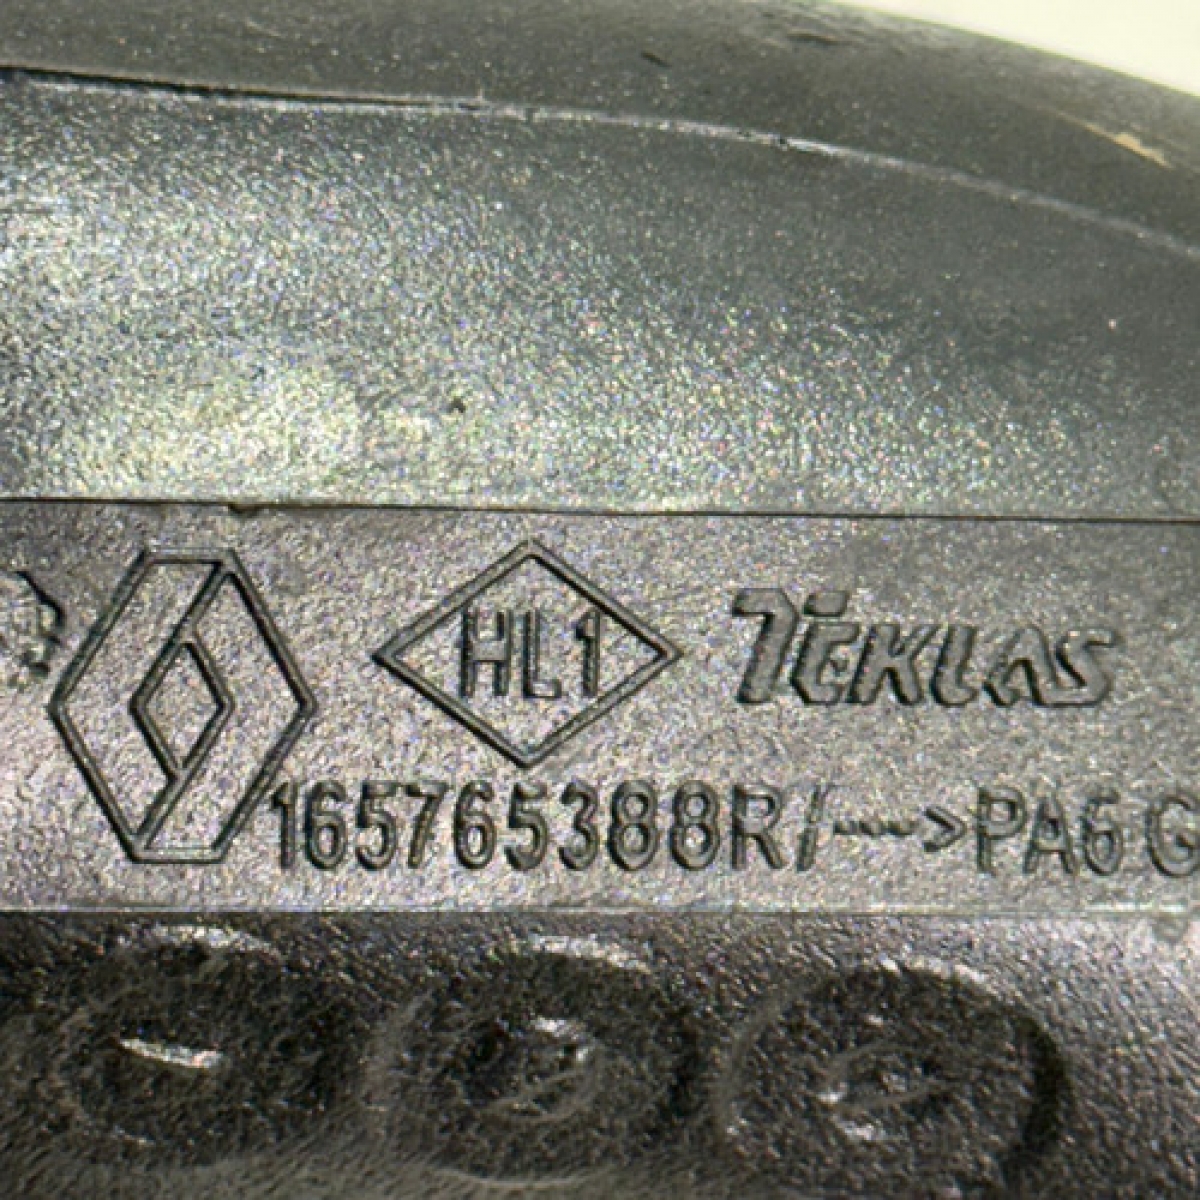 HL1 TEKLAS
165765388R/--->PA6 G